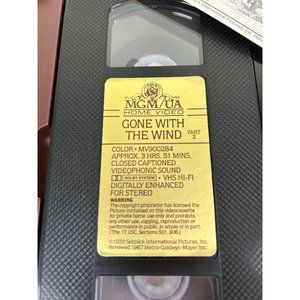 MGM/UA
HOME VIDEO
GONE WITH
THE WIND PART 2
COLOR • MV900284
APPROX. 3 HRS. 51 MINS.
CLOSED CAPTIONED
VIDEOPHONIC SOUND
DOLBY SYSTEM • VHS HI-FI
DIGITALLY ENHANCED
FOR STEREO
WARNING
The copyright proprietor has licensed the
Picture contained on this videocassette
for private home use only and prohibits
any other use, copying, reproduction or
performance in public, in whole or in part.
(Title 17 USC, Sections 501, 506.)
©1939 Selznick International Pictures, Inc.
Renewed 1967 Metro-Goldwyn-Mayer Inc.